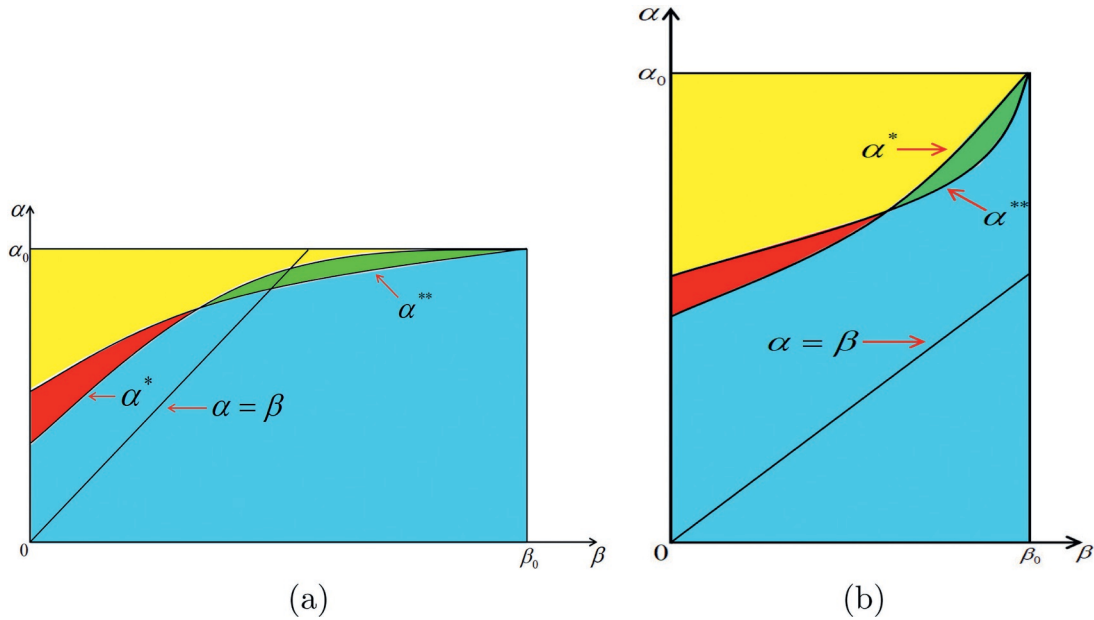 α
α₀
α*
α**
α = β
0
β₀
β
(a)
α
α₀
α*
α**
α = β
0
β₀
β
(b)